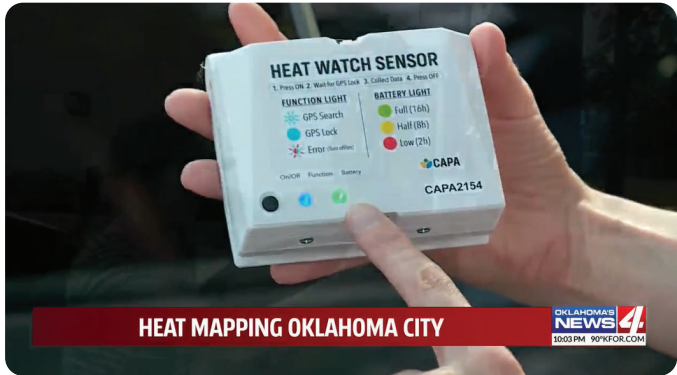 HEAT WATCH SENSOR
1. Press ON 2. Wait for GPS Lock 3. Collect Data 4. Press OFF
FUNCTION LIGHT
GPS Search
GPS Lock
Error
BATTERY LIGHT
Full (16h)
Half (8h)
Low (2h)
CAPA
CAPA2154
On/Off Function Battery
HEAT MAPPING OKLAHOMA CITY
OKLAHOMA'S
NEWS 4
10:03 PM 90° KFOR.COM